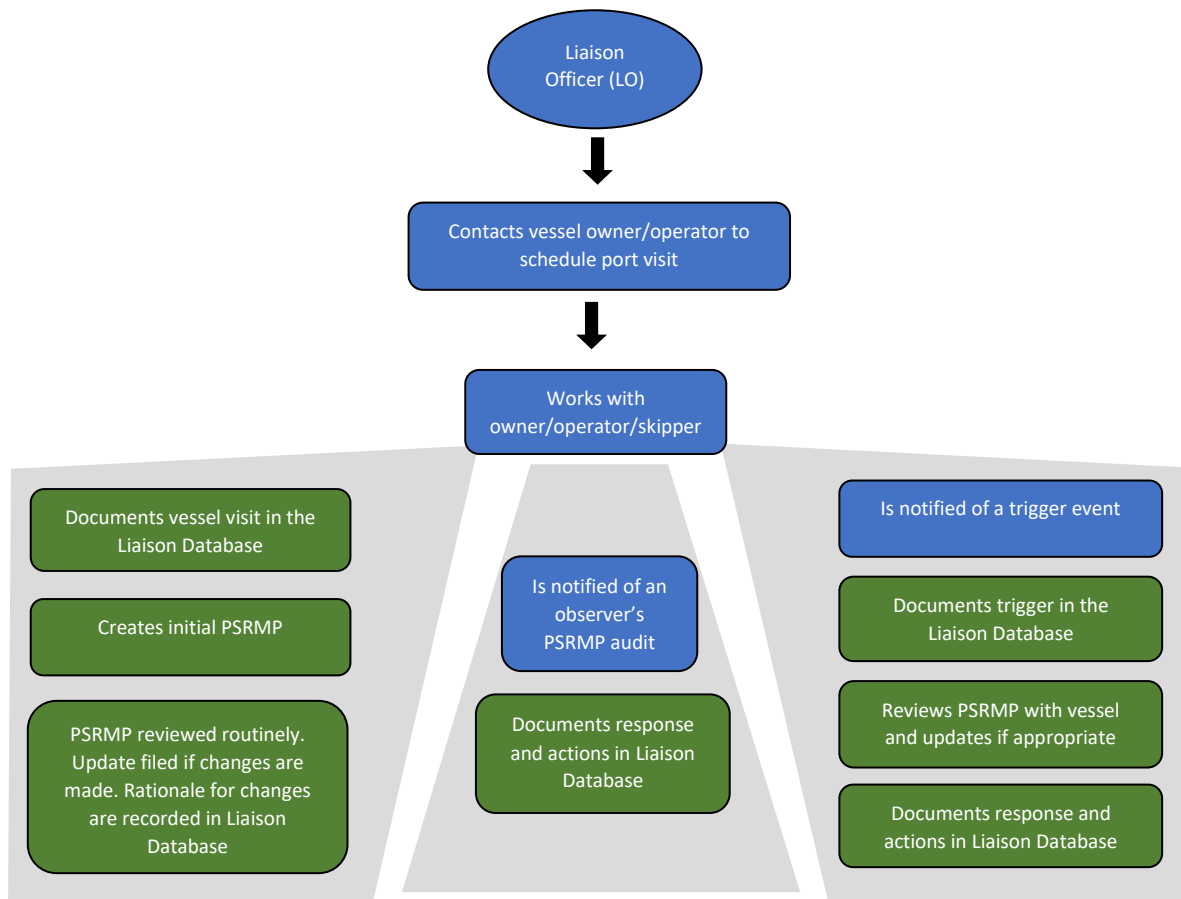 Liaison
Officer (LO)
Contacts vessel owner/operator to
schedule port visit
Works with
owner/operator/skipper
Documents vessel visit in the
Liaison Database
Creates initial PSRMP
PSRMP reviewed routinely.
Update filed if changes are
made. Rationale for changes
are recorded in Liaison
Database
Is notified of an
observer’s
PSRMP audit
Documents response
and actions in Liaison
Database
Is notified of a trigger event
Documents trigger in the
Liaison Database
Reviews PSRMP with vessel
and updates if appropriate
Documents response and
actions in Liaison Database